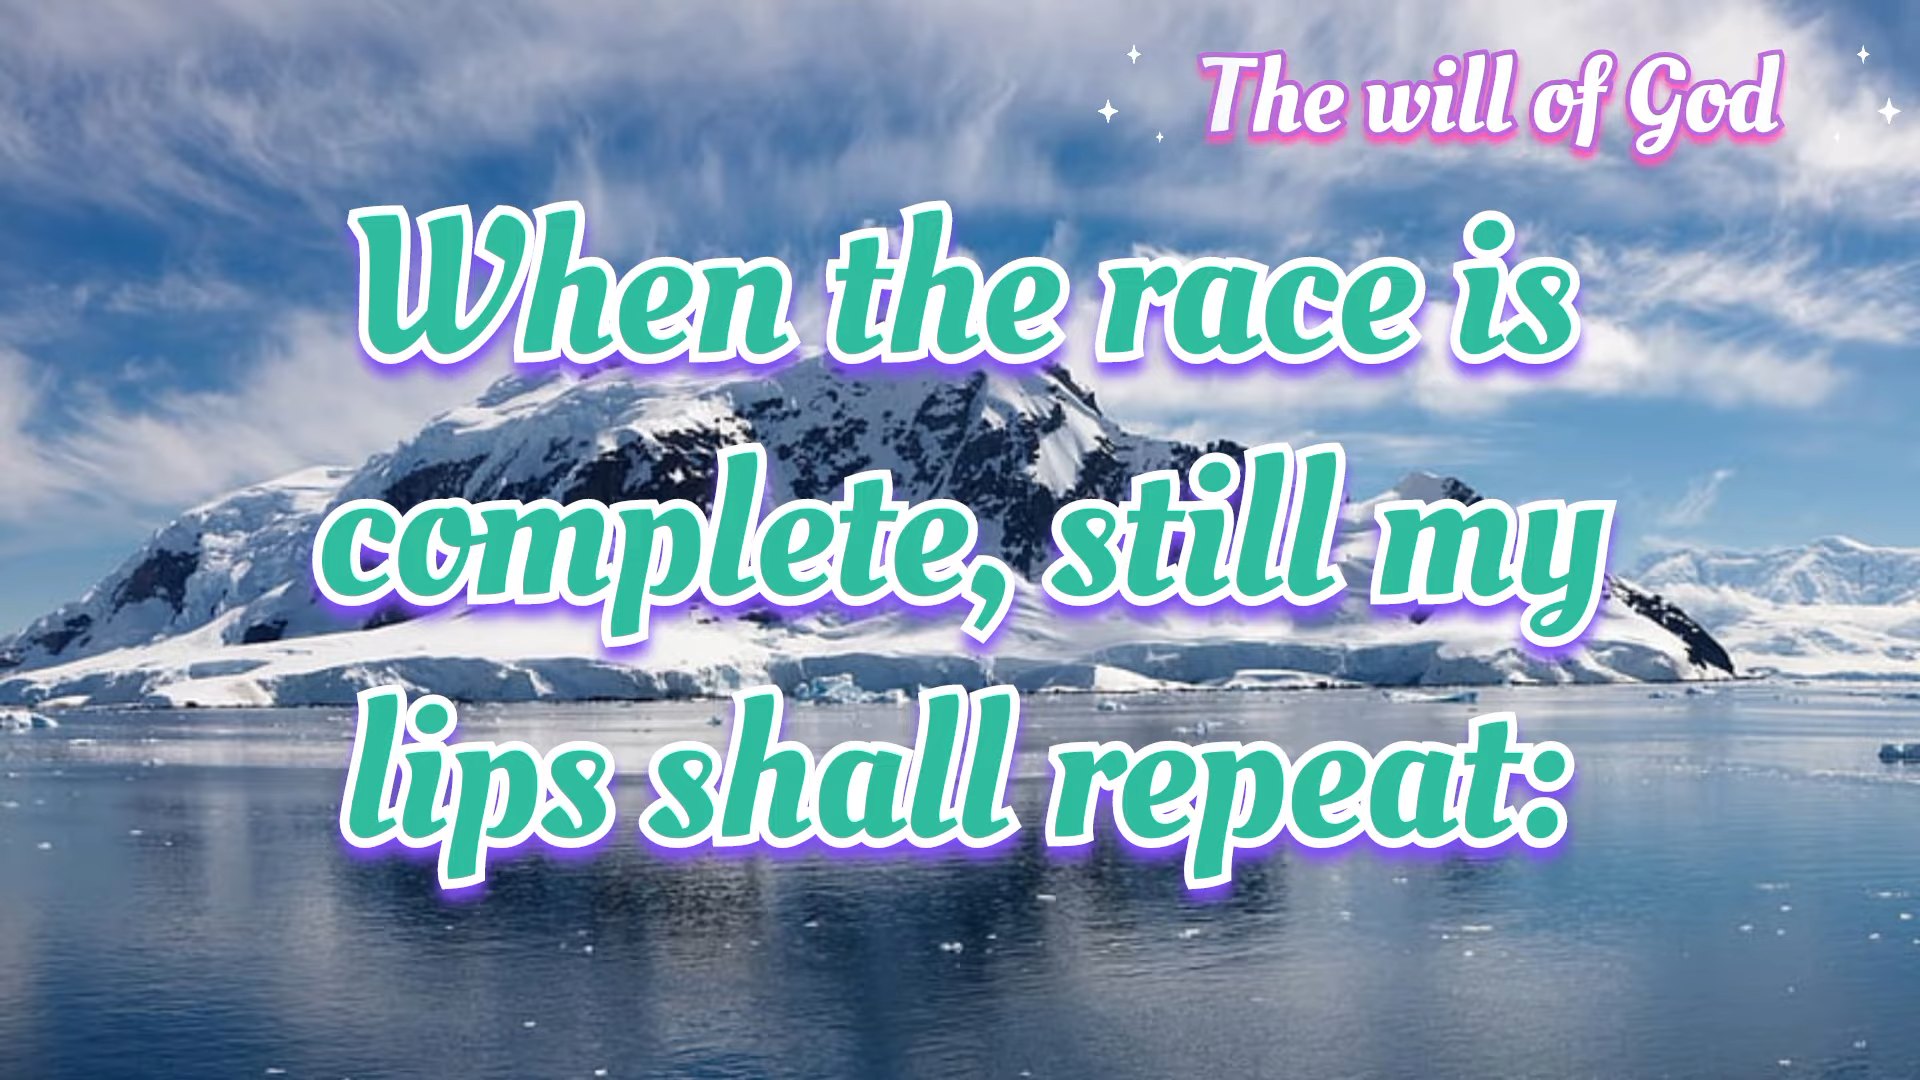 The will of God
When the race is
complete, still my
lips shall repeat: